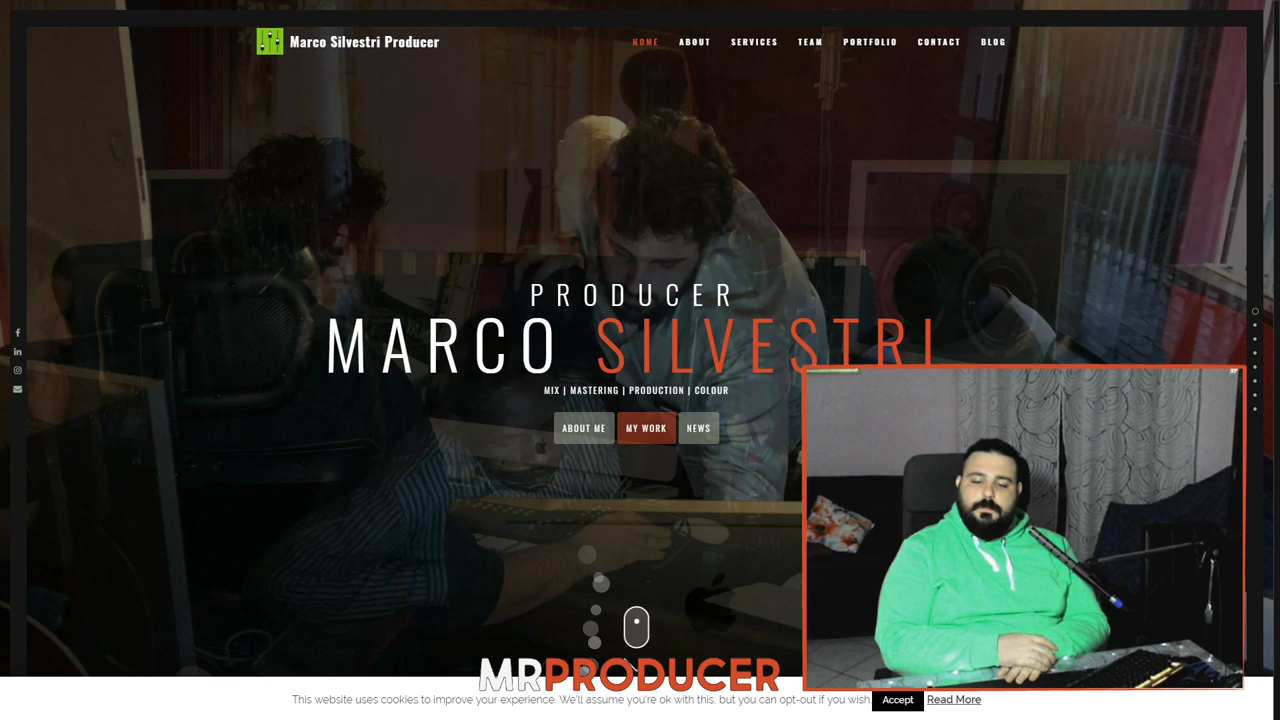 Marco Silvestri Producer
HOME ABOUT SERVICES TEAM PORTFOLIO CONTACT BLOG
PRODUCER
MARCO SILVESTRI
MIX | MASTERING | PRODUCTION | COLOUR
ABOUT ME MY WORK NEWS
MRPRODUCER
This website uses cookies to improve your experience. We'll assume you're ok with this, but you can opt-out if you wish. Accept Read More